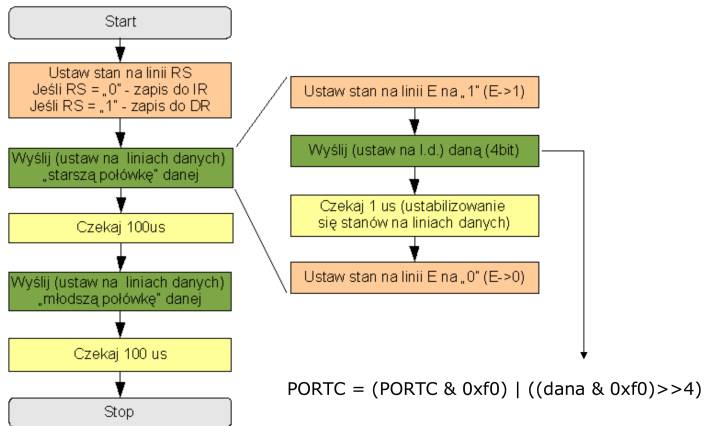 Start
Ustaw stan na linii RS
Jeśli RS = „0” - zapis do IR
Jeśli RS = „1” - zapis do DR
Wyślij (ustaw na liniach danych)
„starszą połówkę” danej
Czekaj 100us
Wyślij (ustaw na liniach danych)
„młodszą połówkę” danej
Czekaj 100 us
Stop
Ustaw stan na linii E na „1” (E->1)
Wyślij (ustaw na l.d.) daną (4bit)
Czekaj 1 us (ustabilizowanie
się stanów na liniach danych)
Ustaw stan na linii E na „0” (E->0)
PORTC = (PORTC & 0xf0) | ((dana & 0xf0)>>4)